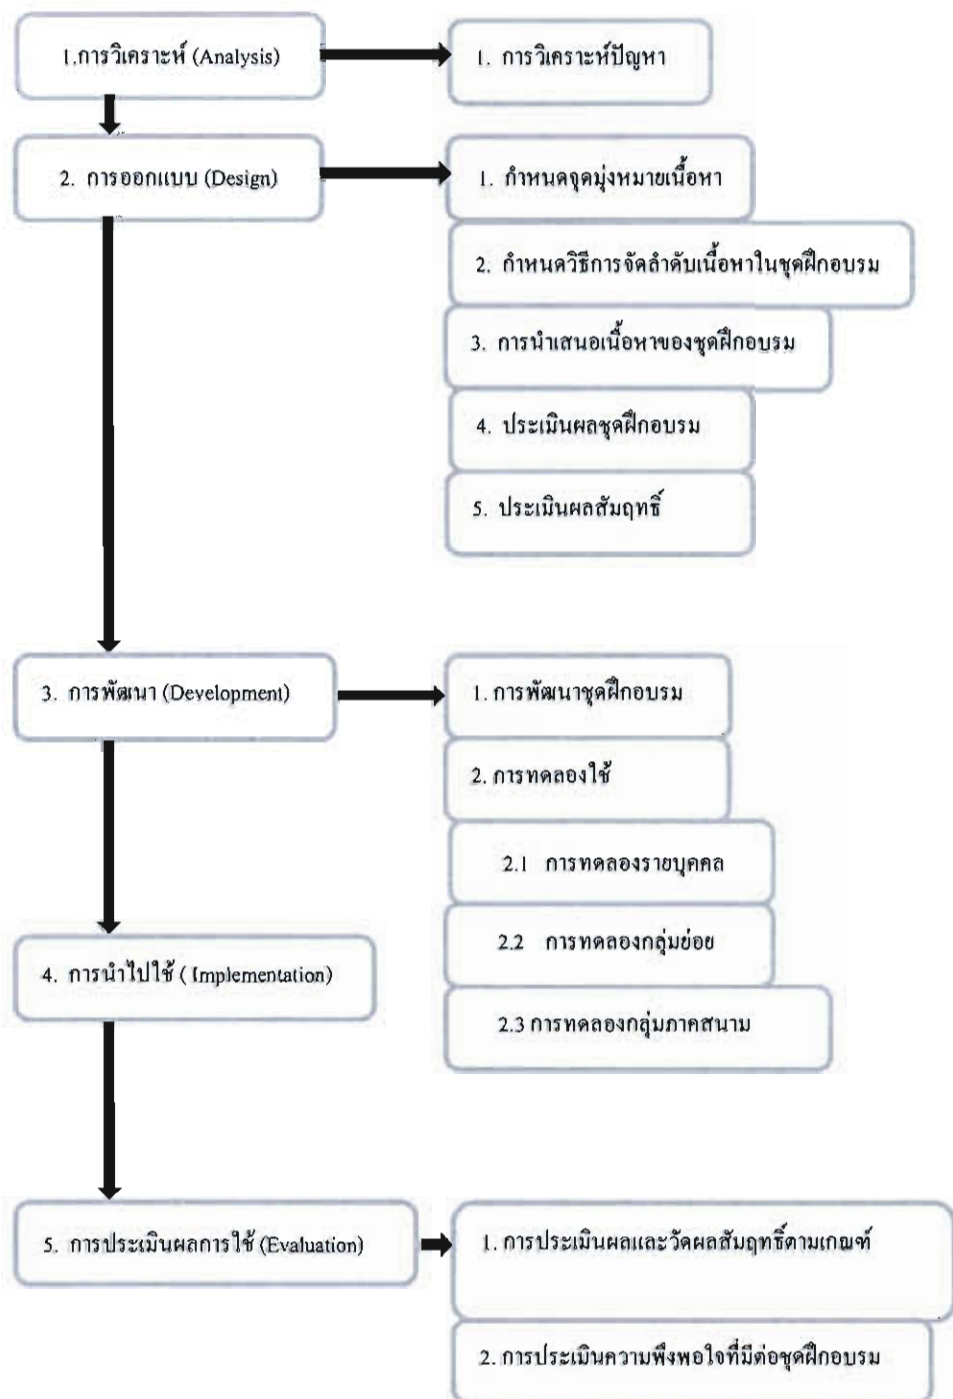 1.การวิเคราะห์ (Analysis)
1. การวิเคราะห์ปัญหา
2. การออกแบบ (Design)
1. กำหนดจุดมุ่งหมายเนื้อหา
2. กำหนดวิธีการจัดลำดับเนื้อหาในชุดฝึกอบรม
3. การนำเสนอเนื้อหาของชุดฝึกอบรม
4. ประเมินผลชุดฝึกอบรม
5. ประเมินผลสัมฤทธิ์
3. การพัฒนา (Development)
1. การพัฒนาชุดฝึกอบรม
2. การทดลองใช้
2.1 การทดลองรายบุคคล
2.2 การทดลองกลุ่มย่อย
4. การนำไปใช้ ( Implementation)
2.3 การทดลองกลุ่มภาคสนาม
5. การประเมินผลการใช้ (Evaluation)
1. การประเมินผลและวัดผลสัมฤทธิ์ตามเกณฑ์
2. การประเมินความพึงพอใจที่มีต่อชุดฝึกอบรม